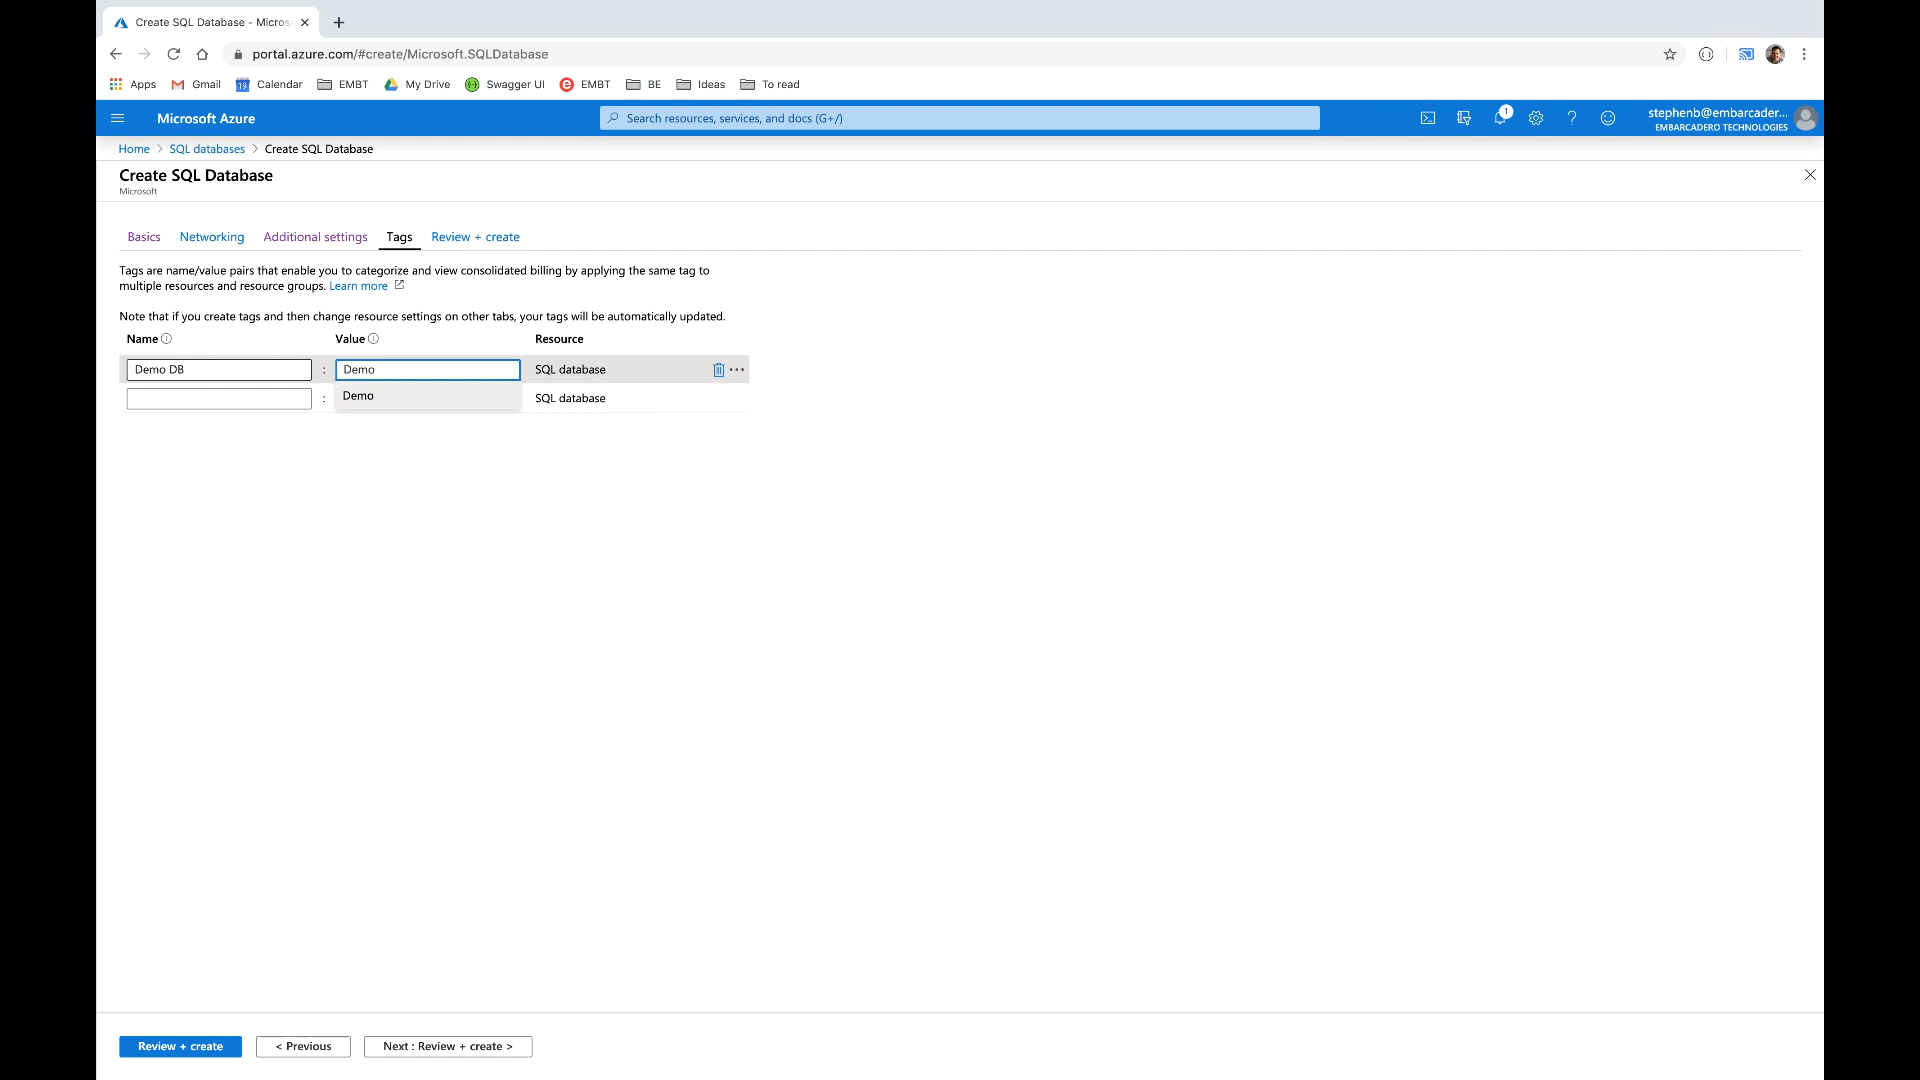 Create SQL Database - Micros
portal.azure.com/#create/Microsoft.SQLDatabase
Apps
Gmail
19
Calendar
EMBT
My Drive
Swagger UI
EMBT
BE
Ideas
To read
Microsoft Azure
Search resources, services, and docs (G+/)
1
stephenb@embarcader...
EMBARCADERO TECHNOLOGIES
Home > SQL databases > Create SQL Database
Create SQL Database
Microsoft
Basics
Networking
Additional settings
Tags
Review + create
Tags are name/value pairs that enable you to categorize and view consolidated billing by applying the same tag to
multiple resources and resource groups. Learn more
Note that if you create tags and then change resource settings on other tabs, your tags will be automatically updated.
Name
Value
Resource
Demo DB : Demo SQL database
Demo
: SQL database
Review + create
< Previous
Next : Review + create >